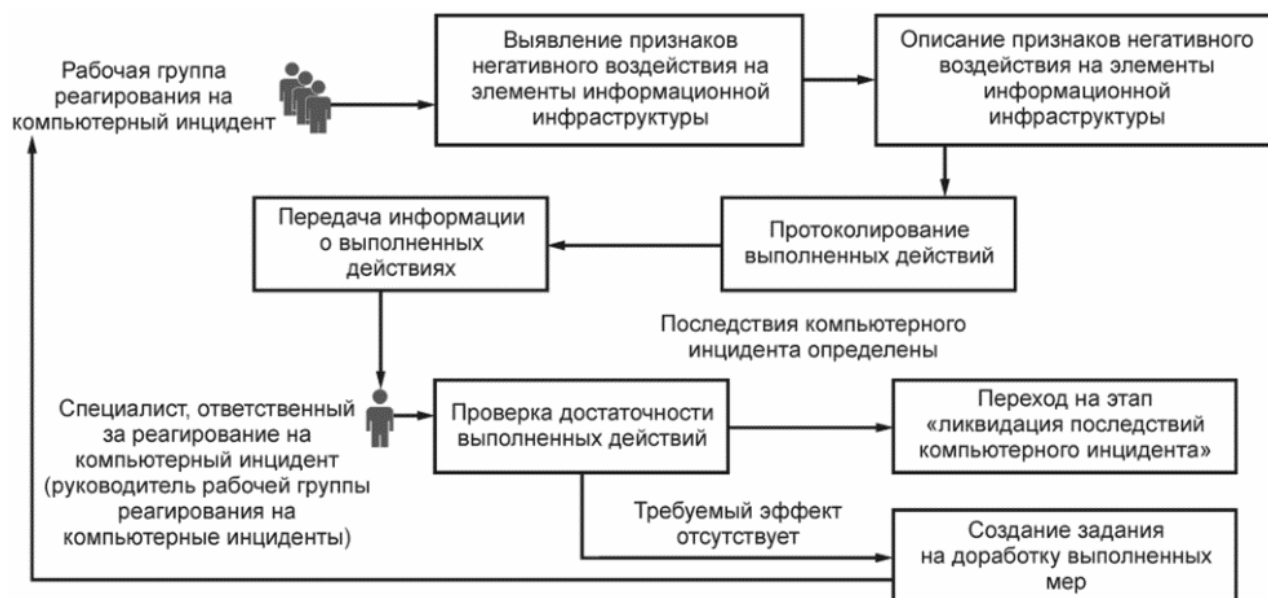 Рабочая группа
реагирования на
компьютерный инцидент
Выявление признаков
негативного воздействия на
элементы информационной
инфраструктуры
Описание признаков негативного
воздействия на элементы
информационной
инфраструктуры
Протоколирование
выполненных действий
Передача информации
о выполненных
действиях
Последствия компьютерного
инцидента определены
Специалист, ответственный
за реагирование на
компьютерный инцидент
(руководитель рабочей группы
реагирования на
компьютерные инциденты)
Проверка достаточности
выполненных действий
Переход на этап
«ликвидация последствий
компьютерного инцидента»
Требуемый эффект
отсутствует
Создание задания
на доработку выполненных
мер